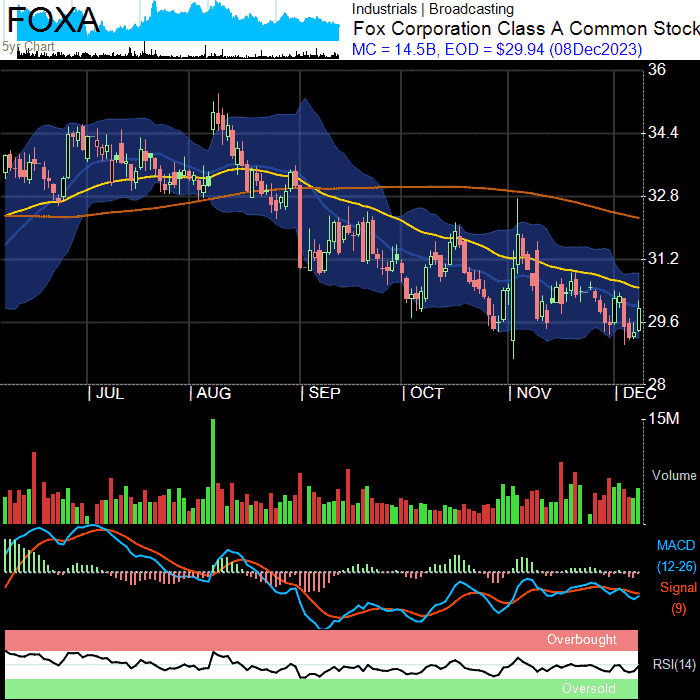 FOXA
Industrials | Broadcasting
Fox Corporation Class A Common Stock
5yr Chart
MC = 14.5B, EOD = $29.94 (08Dec2023)
36
34.4
32.8
31.2
29.6
28
| JUL | AUG | SEP | OCT | NOV | DEC
15M
Volume
MACD
(12-26)
Signal
(9)
Overbought
RSI(14)
Oversold